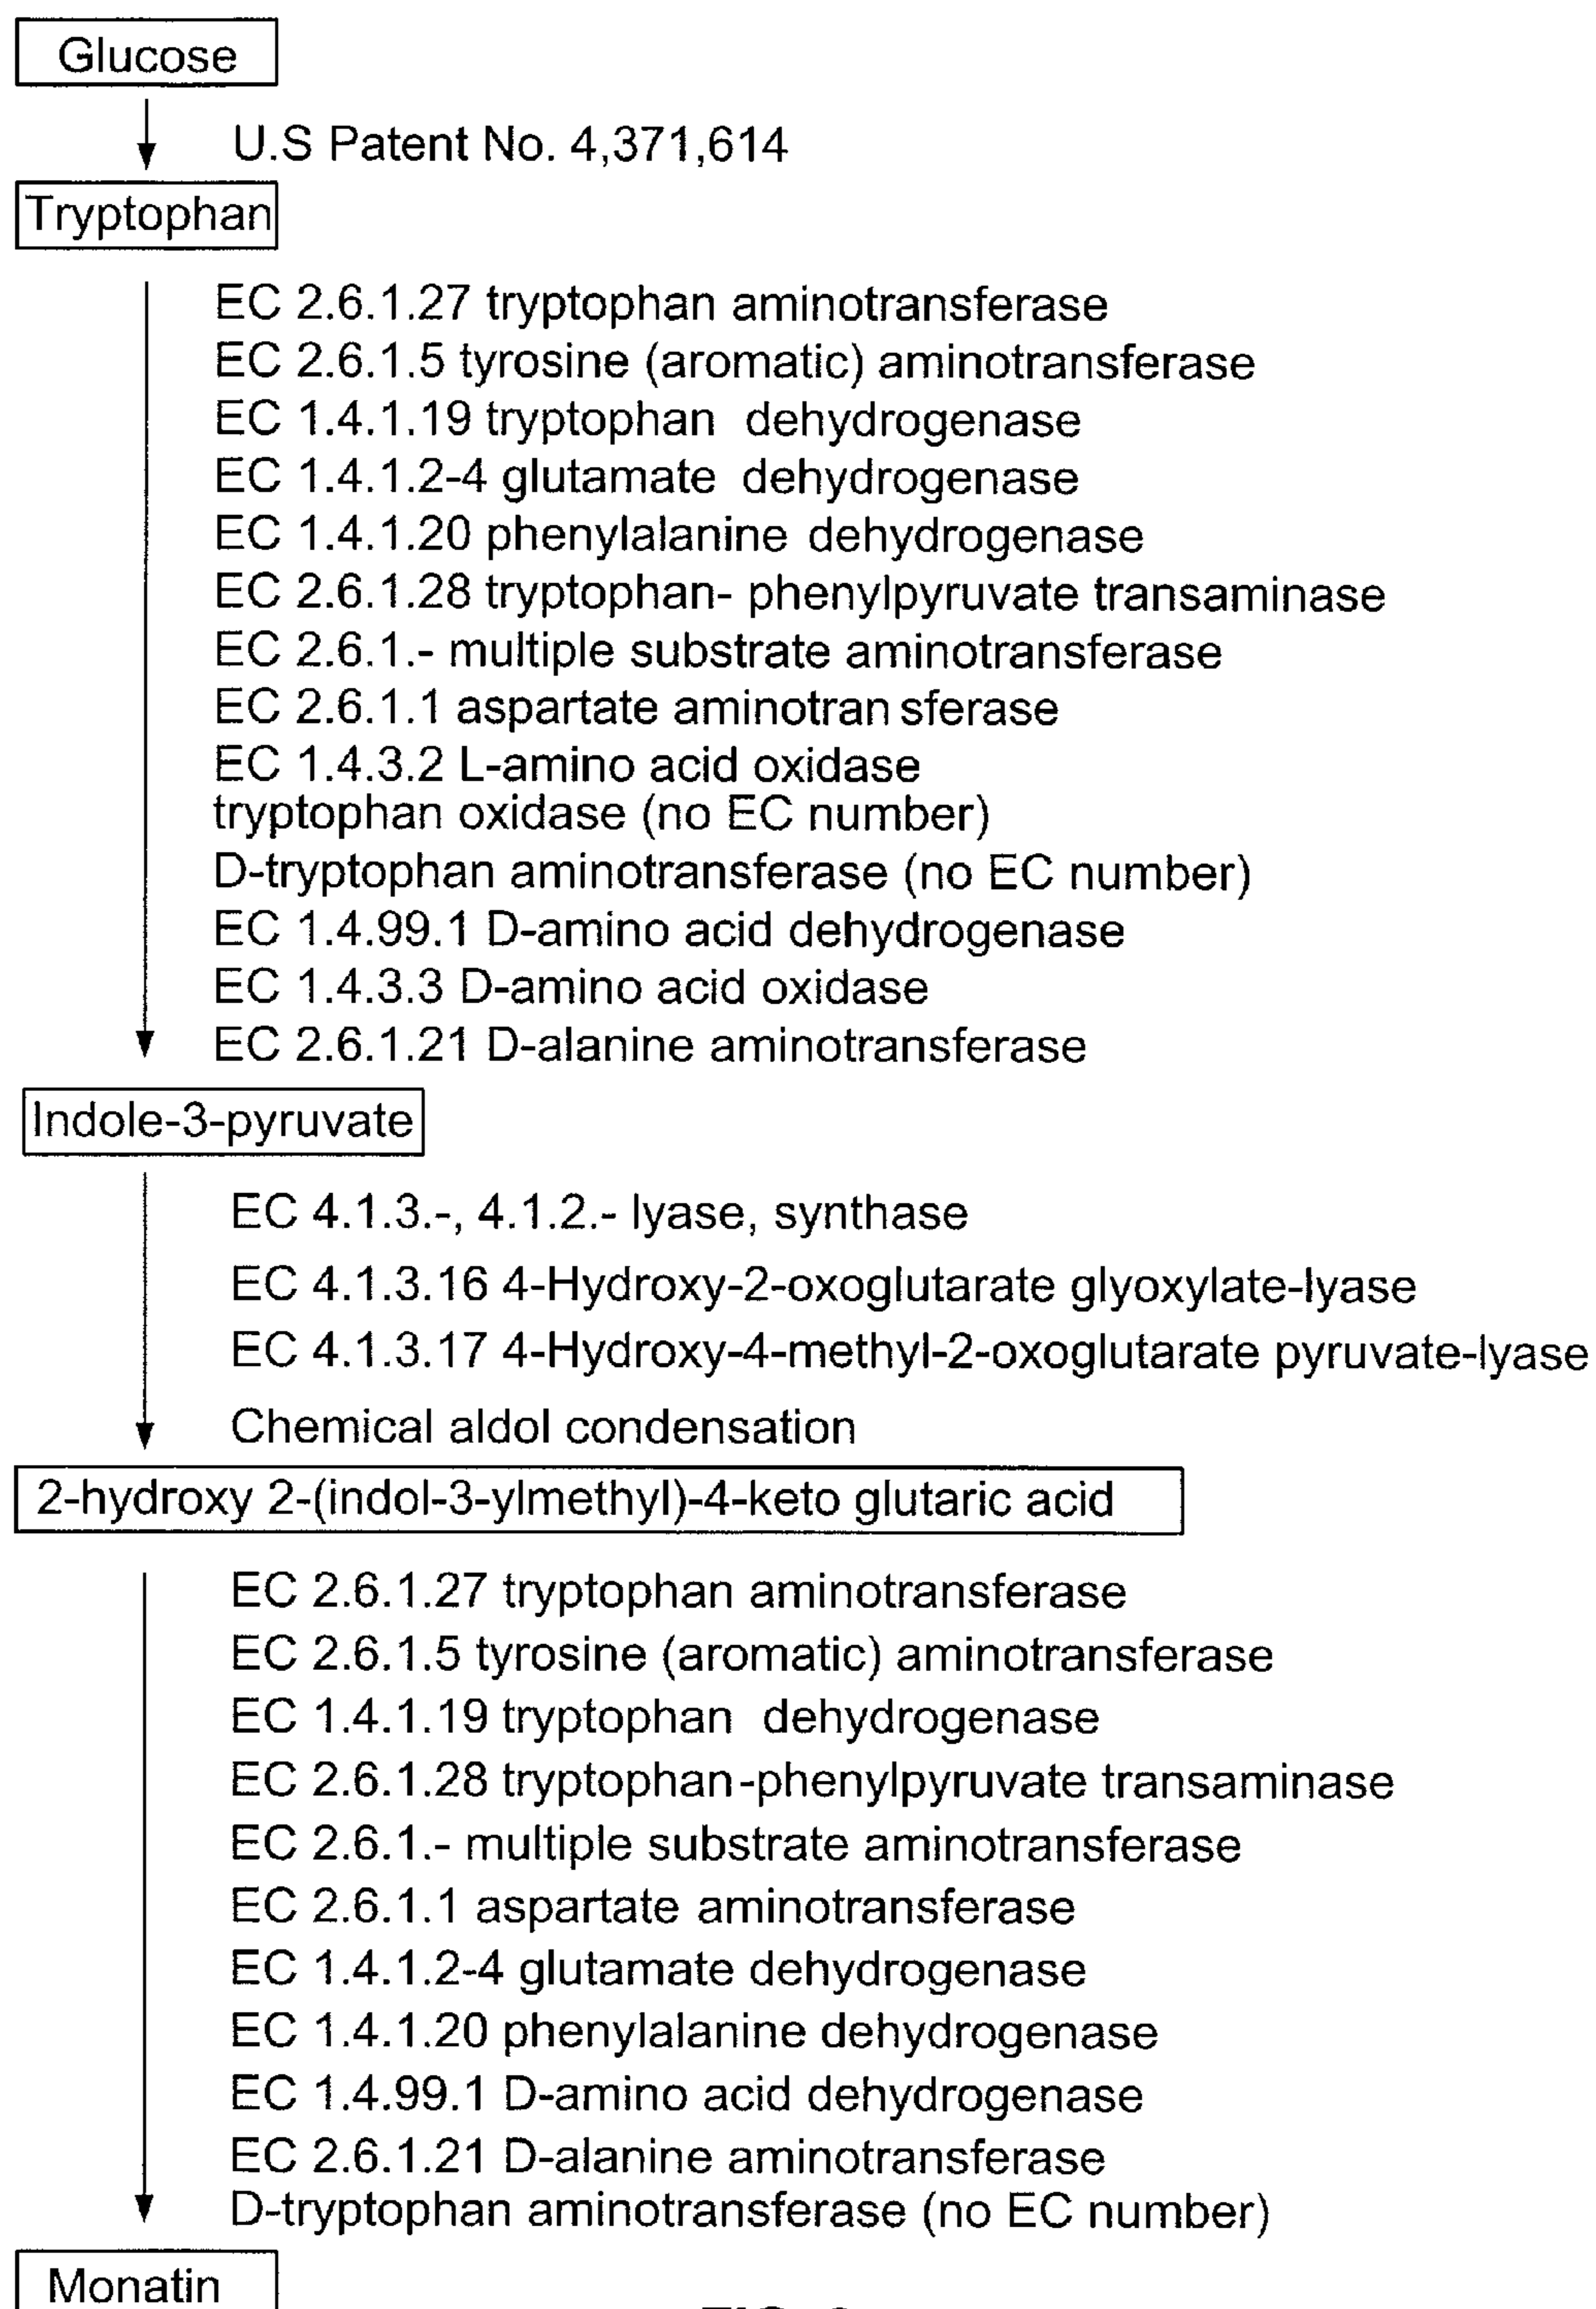 Glucose
U.S Patent No. 4,371,614
Tryptophan
EC 2.6.1.27 tryptophan aminotransferase
EC 2.6.1.5 tyrosine (aromatic) aminotransferase
EC 1.4.1.19 tryptophan dehydrogenase
EC 1.4.1.2-4 glutamate dehydrogenase
EC 1.4.1.20 phenylalanine dehydrogenase
EC 2.6.1.28 tryptophan- phenylpyruvate transaminase
EC 2.6.1.- multiple substrate aminotransferase
EC 2.6.1.1 aspartate aminotran sferase
EC 1.4.3.2 L-amino acid oxidase
tryptophan oxidase (no EC number)
D-tryptophan aminotransferase (no EC number)
EC 1.4.99.1 D-amino acid dehydrogenase
EC 1.4.3.3 D-amino acid oxidase
EC 2.6.1.21 D-alanine aminotransferase
Indole-3-pyruvate
EC 4.1.3.-, 4.1.2.- lyase, synthase
EC 4.1.3.16 4-Hydroxy-2-oxoglutarate glyoxylate-lyase
EC 4.1.3.17 4-Hydroxy-4-methyl-2-oxoglutarate pyruvate-lyase
Chemical aldol condensation
2-hydroxy 2-(indol-3-ylmethyl)-4-keto glutaric acid
EC 2.6.1.27 tryptophan aminotransferase
EC 2.6.1.5 tyrosine (aromatic) aminotransferase
EC 1.4.1.19 tryptophan dehydrogenase
EC 2.6.1.28 tryptophan-phenylpyruvate transaminase
EC 2.6.1.- multiple substrate aminotransferase
EC 2.6.1.1 aspartate aminotransferase
EC 1.4.1.2-4 glutamate dehydrogenase
EC 1.4.1.20 phenylalanine dehydrogenase
EC 1.4.99.1 D-amino acid dehydrogenase
EC 2.6.1.21 D-alanine aminotransferase
D-tryptophan aminotransferase (no EC number)
Monatin